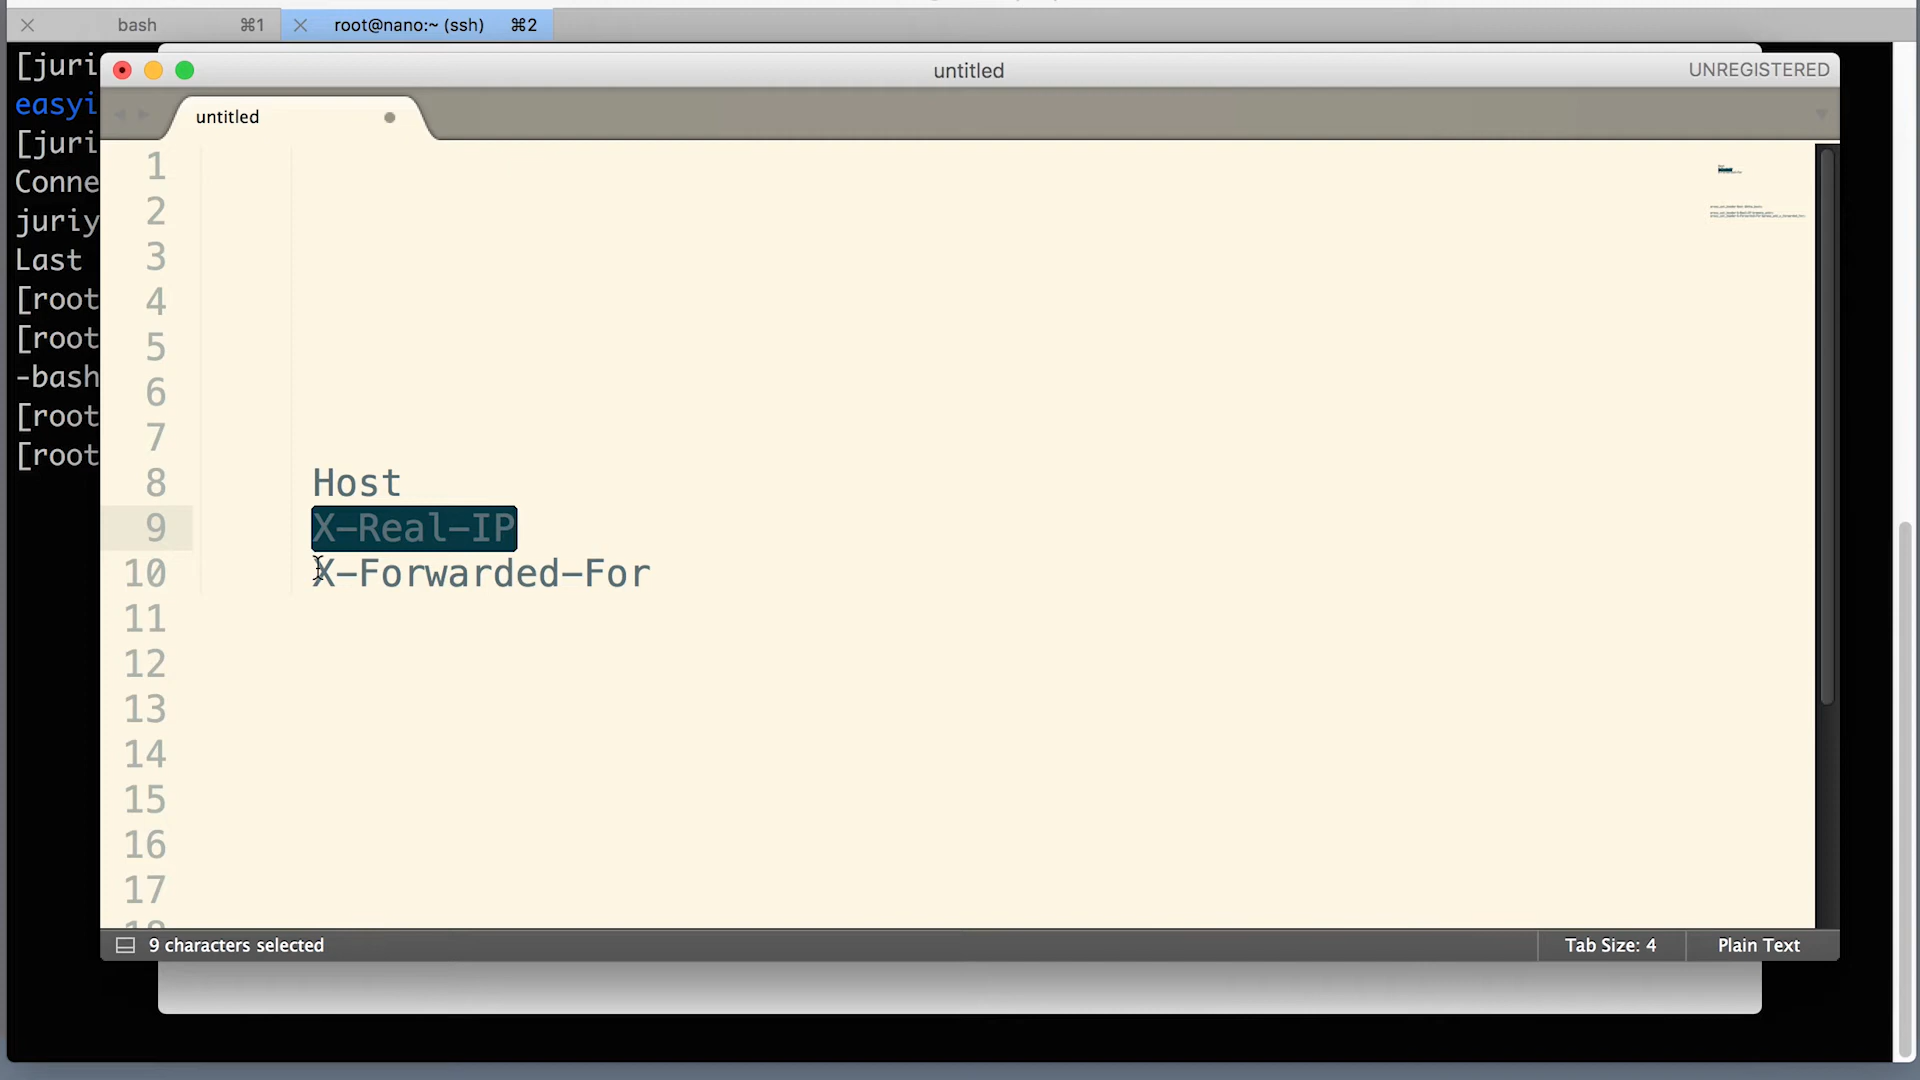 bash ⌘1 root@nano:~ (ssh) ⌘2
[juri
easyi
[juri
Conne
juriy
Last
[root
[root
-bash
[root
[root
untitled
UNREGISTERED
untitled
1
2
3
4
5
6
7
8 Host
9 X-Real-IP
10 X-Forwarded-For
11
12
13
14
15
16
17
9 characters selected
Tab Size: 4
Plain Text